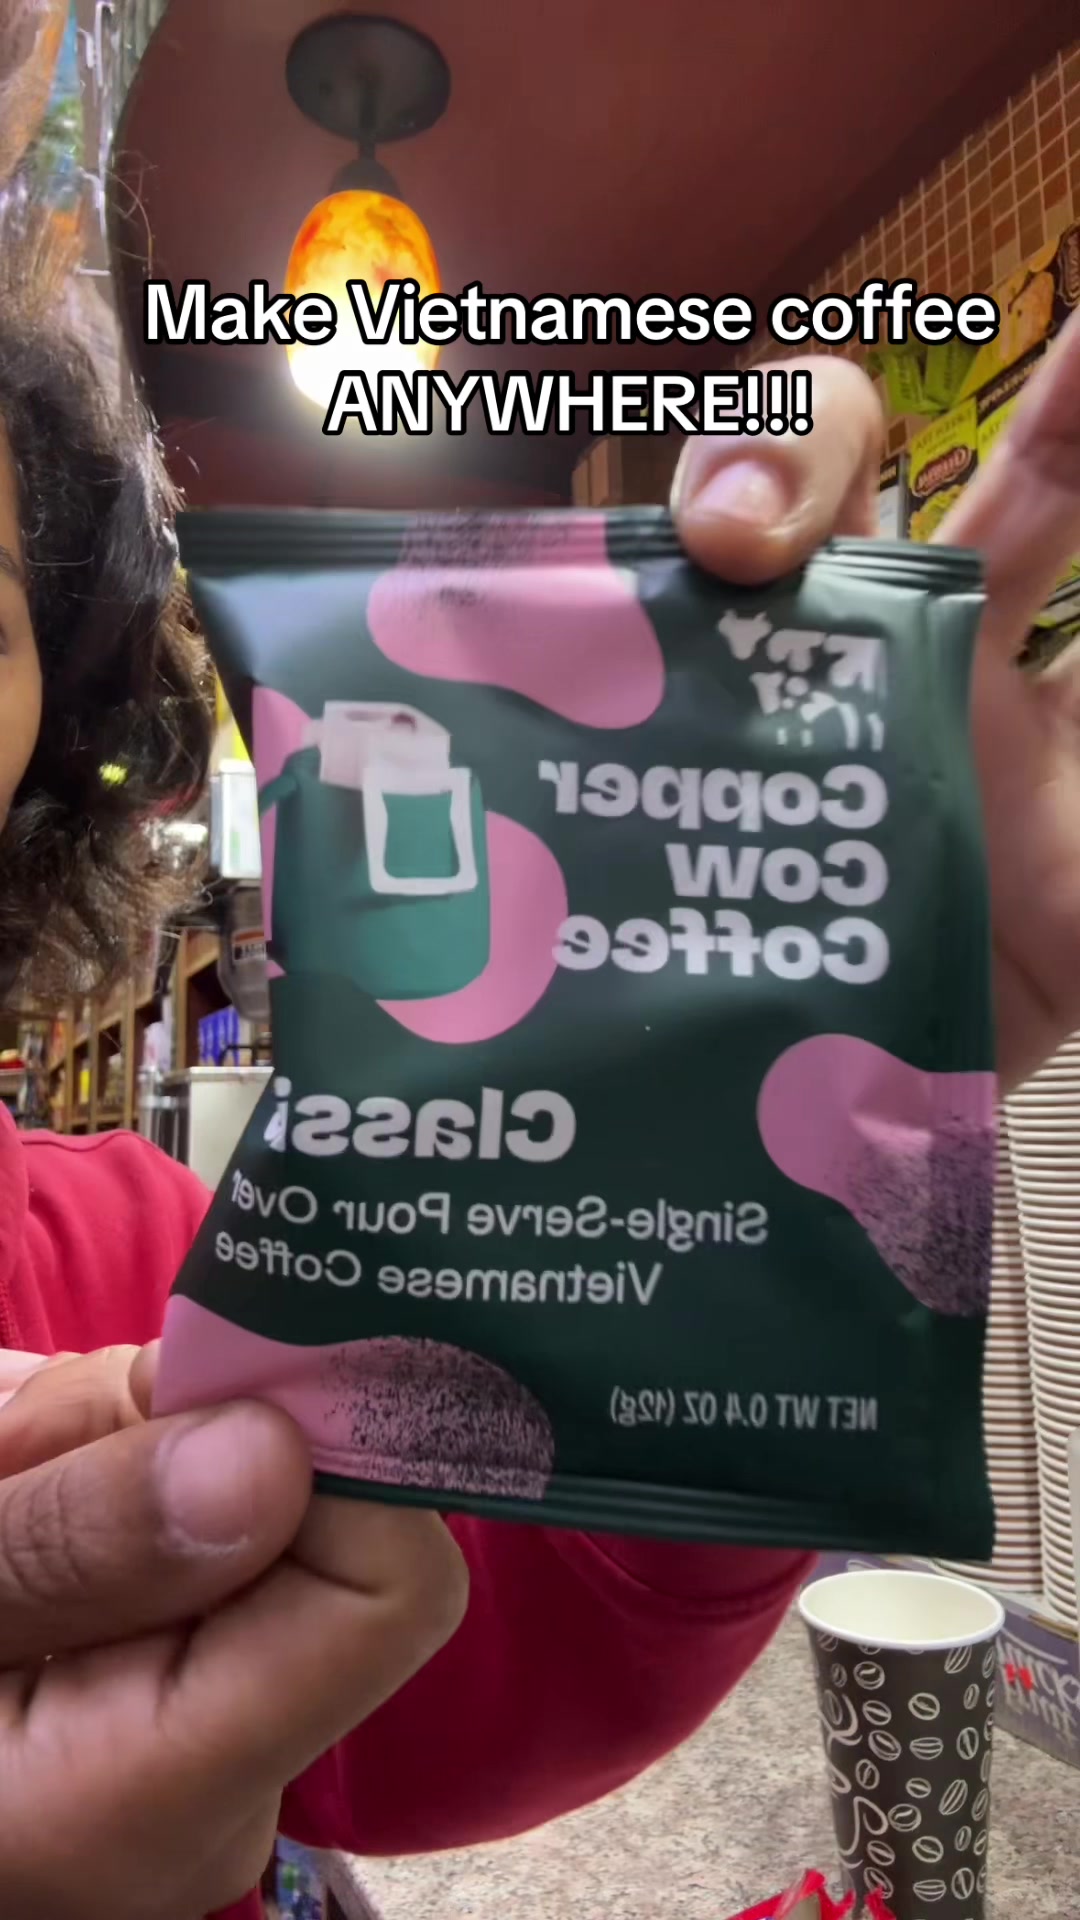 Make Vietnamese coffee
ANYWHERE!!!
Copper
Cow
Coffee
Classi
Single-Serve Pour Over
Vietnamese Coffee
NET WT 0.4 OZ (12g)